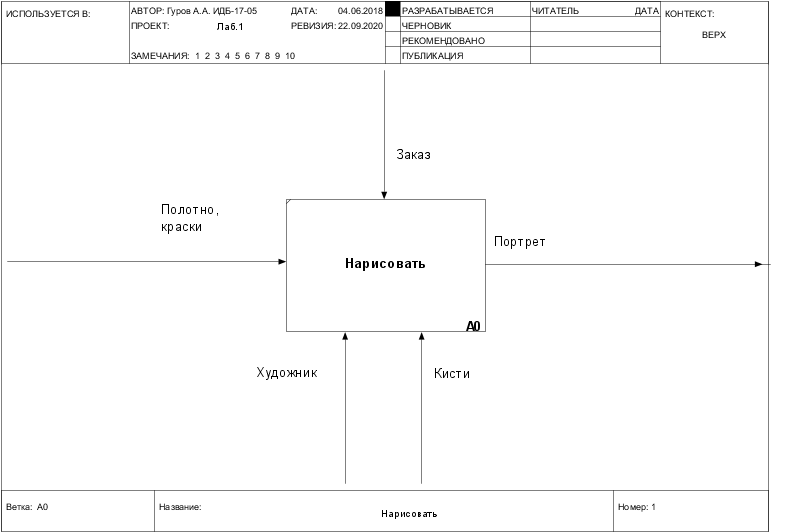 ИСПОЛЬЗУЕТСЯ В:
АВТОР: Гуров А.А. ИДБ-17-05
ДАТА: 04.06.2018
ПРОЕКТ: Лаб.1
РЕВИЗИЯ: 22.09.2020
ЗАМЕЧАНИЯ: 1 2 3 4 5 6 7 8 9 10
РАЗРАБАТЫВАЕТСЯ
ЧЕРНОВИК
РЕКОМЕНДОВАНО
ПУБЛИКАЦИЯ
ЧИТАТЕЛЬ ДАТА
КОНТЕКСТ:
ВЕРХ
Заказ
Полотно,
краски
Портрет
Нарисовать
A0
Художник
Кисти
Ветка: A0
Название:
Нарисовать
Номер: 1